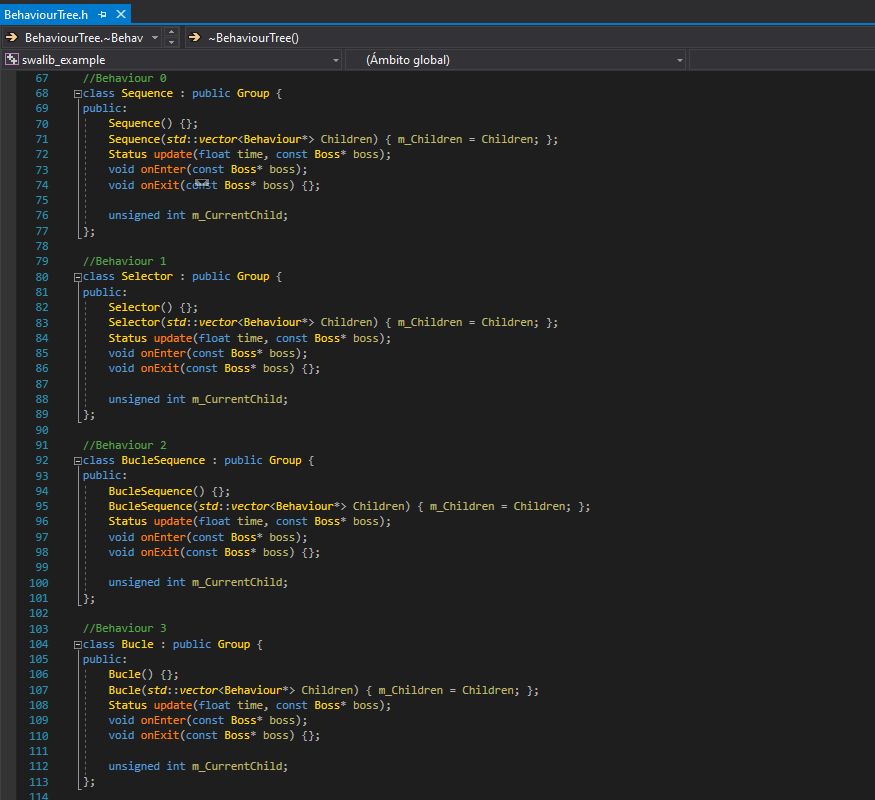 BehaviourTree.h
BehaviourTree.~Behav ~BehaviourTree()
swalib_example (Ámbito global)
67 //Behaviour 0
68 class Sequence : public Group {
69 public:
70 Sequence() {};
71 Sequence(std::vector<Behaviour*> Children) { m_Children = Children; };
72 Status update(float time, const Boss* boss);
73 void onEnter(const Boss* boss);
74 void onExit(const Boss* boss) {};
75
76 unsigned int m_CurrentChild;
77 };
78
79 //Behaviour 1
80 class Selector : public Group {
81 public:
82 Selector() {};
83 Selector(std::vector<Behaviour*> Children) { m_Children = Children; };
84 Status update(float time, const Boss* boss);
85 void onEnter(const Boss* boss);
86 void onExit(const Boss* boss) {};
87
88 unsigned int m_CurrentChild;
89 };
90
91 //Behaviour 2
92 class BucleSequence : public Group {
93 public:
94 BucleSequence() {};
95 BucleSequence(std::vector<Behaviour*> Children) { m_Children = Children; };
96 Status update(float time, const Boss* boss);
97 void onEnter(const Boss* boss);
98 void onExit(const Boss* boss) {};
99
100 unsigned int m_CurrentChild;
101 };
102
103 //Behaviour 3
104 class Bucle : public Group {
105 public:
106 Bucle() {};
107 Bucle(std::vector<Behaviour*> Children) { m_Children = Children; };
108 Status update(float time, const Boss* boss);
109 void onEnter(const Boss* boss);
110 void onExit(const Boss* boss) {};
111
112 unsigned int m_CurrentChild;
113 };
114